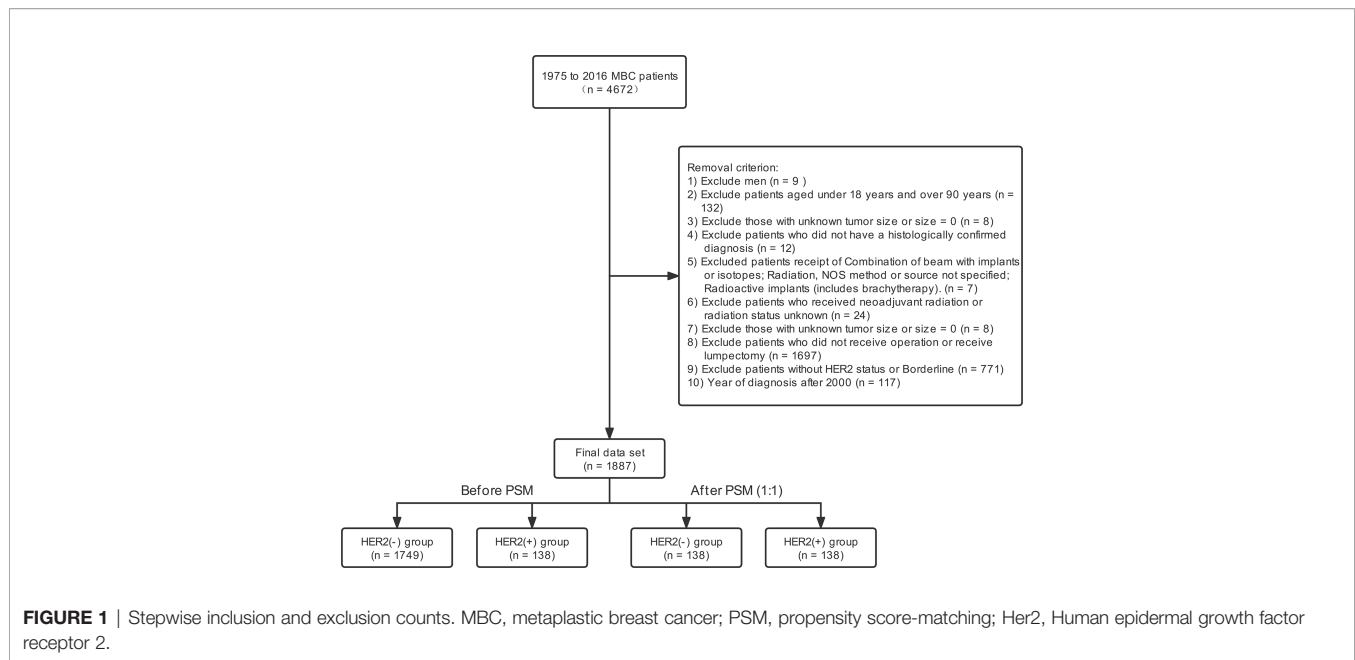 1975 to 2016 MBC patients
（n = 4672）
Removal criterion:
1) Exclude men (n = 9 )
2) Exclude patients aged under 18 years and over 90 years (n =
132)
3) Exclude those with unknown tumor size or size = 0 (n = 8)
4) Exclude patients who did not have a histologically confirmed
diagnosis (n = 12)
5) Excluded patients receipt of Combination of beam with implants
or isotopes; Radiation, NOS method or source not specified;
Radioactive implants (includes brachytherapy). (n = 7)
6) Exclude patients who received neoadjuvant radiation or
radiation status unknown (n = 24)
7) Exclude those with unknown tumor size or size = 0 (n = 8)
8) Exclude patients who did not receive operation or receive
lumpectomy (n = 1697)
9) Exclude patients without HER2 status or Borderline (n = 771)
10) Year of diagnosis after 2000 (n = 117)
Final data set
(n = 1887)
Before PSM
After PSM (1:1)
HER2(-) group
(n = 1749)
HER2(+) group
(n = 138)
HER2(-) group
(n = 138)
HER2(+) group
(n = 138)
FIGURE 1 | Stepwise inclusion and exclusion counts. MBC, metaplastic breast cancer; PSM, propensity score-matching; Her2, Human epidermal growth factor
receptor 2.